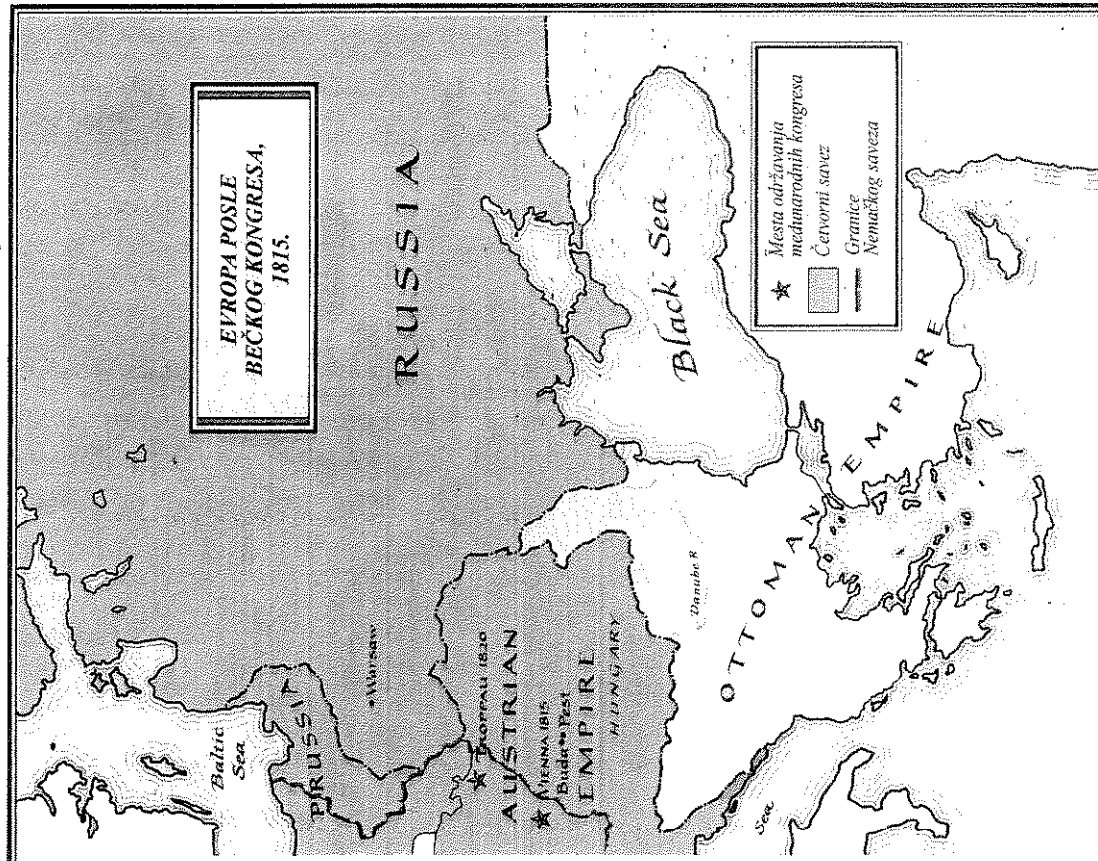 EVROPA POSLE
BEČKOG KONGRESA,
1815.
RUSSIA
Baltic
Sea
PRUSSIA
Warsaw
TROPPAU 1820
AUSTRIAN
VIENNA 1815
Buda Pest
EMPIRE
HUNGARY
Danube R
Black Sea
OTTOMAN EMPIRE
Sea
Mesta održavanja
međunarodnih kongresa
Četvorni savez
Granice
Nemačkog saveza